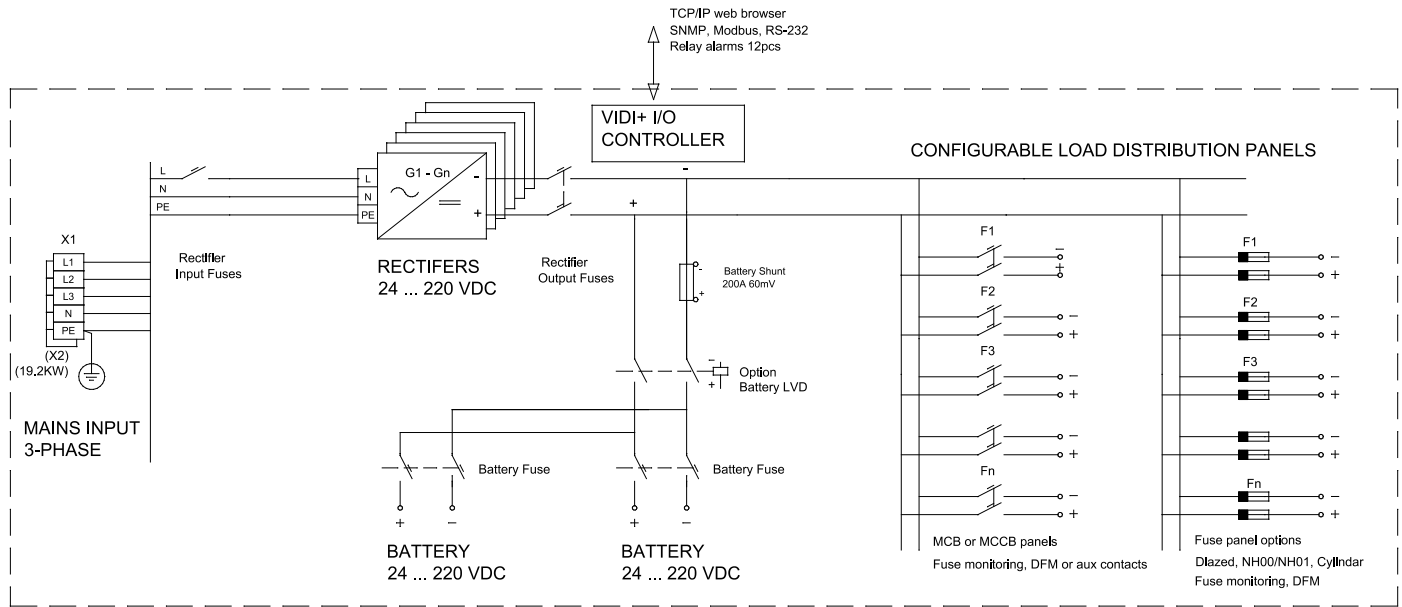 TCP/IP web browser
SNMP, Modbus, RS-232
Relay alarms 12pcs
VIDI+ I/O
CONTROLLER
CONFIGURABLE LOAD DISTRIBUTION PANELS
L
N
PE
L
N
PE
G1 - Gn
-
+
-
+
X1
L1
L2
L3
N
PE
(X2)
(19,2KW)
MAINS INPUT
3-PHASE
Rectifier
Input Fuses
RECTIFERS
24 ... 220 VDC
Rectifier
Output Fuses
-
+
Battery Shunt
200A 60mV
-
+
Option
Battery LVD
Battery Fuse
Battery Fuse
+
-
+
-
BATTERY
24 ... 220 VDC
BATTERY
24 ... 220 VDC
F1
-
+
F2
-
+
F3
-
+
-
+
Fn
-
+
MCB or MCCB panels
Fuse monitoring, DFM or aux contacts
F1
-
+
F2
-
+
F3
-
+
-
+
Fn
-
+
Fuse panel options
Diazed, NH00/NH01, Cylindar
Fuse monitoring, DFM